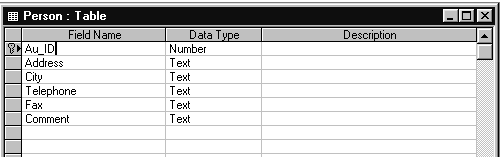 Person : Table
Field Name Data Type Description
Au_ID Number
Address Text
City Text
Telephone Text
Fax Text
Comment Text